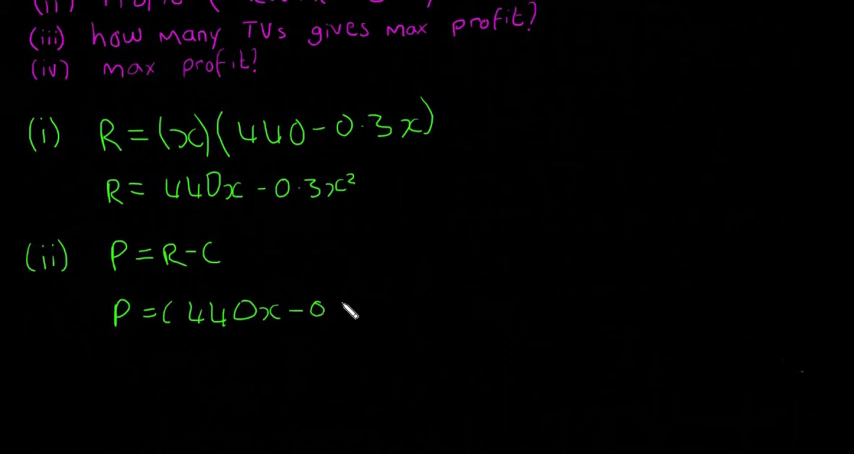 (iii) how many TVs gives max profit?
(iv) max profit?
(i) R = (x)(440 - 0.3x)
R = 440x - 0.3x²
(ii) P = R - C
P = (440x - 0